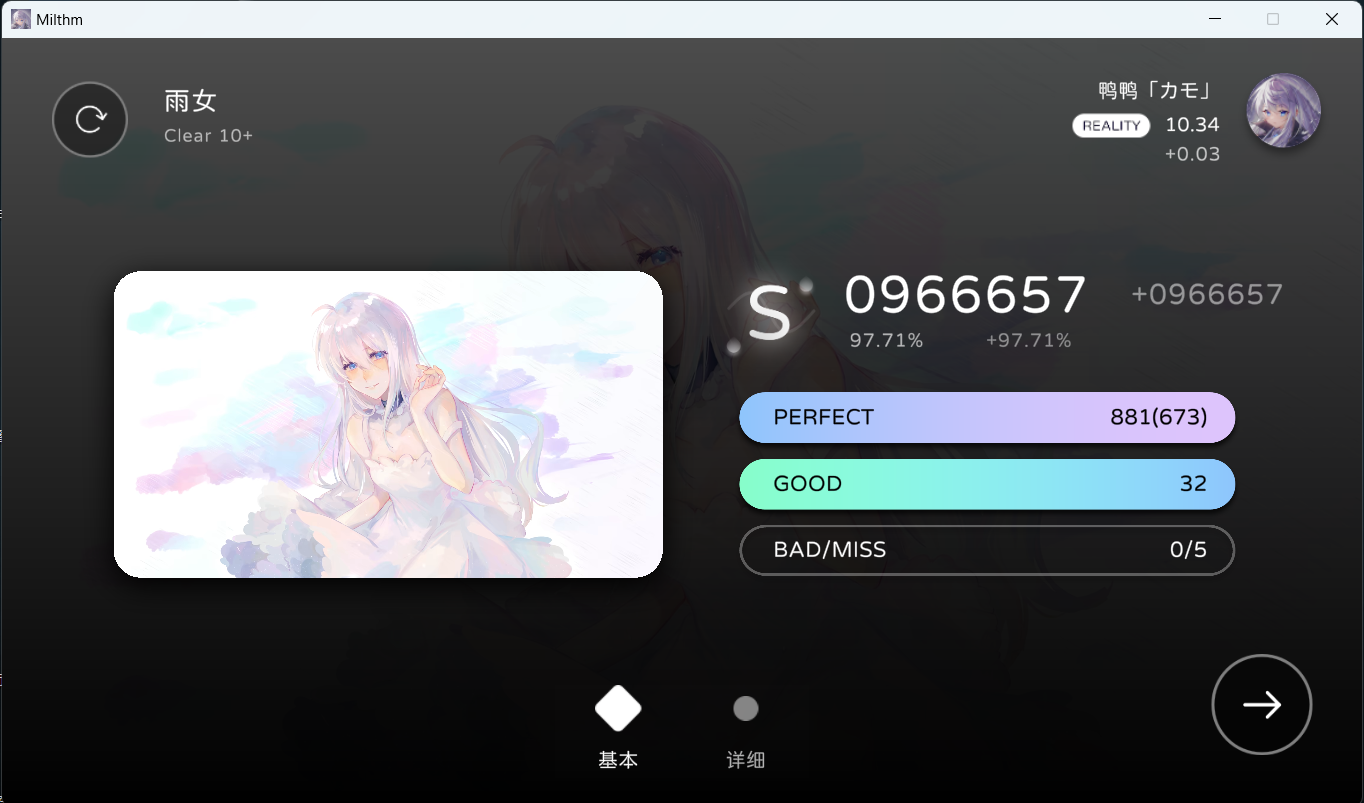 Milthm
雨女
Clear 10+
鸭鸭「カモ」
REALITY 10.34
+0.03
S 0966657 +0966657
97.71% +97.71%
PERFECT 881(673)
GOOD 32
BAD/MISS 0/5
基本 详细